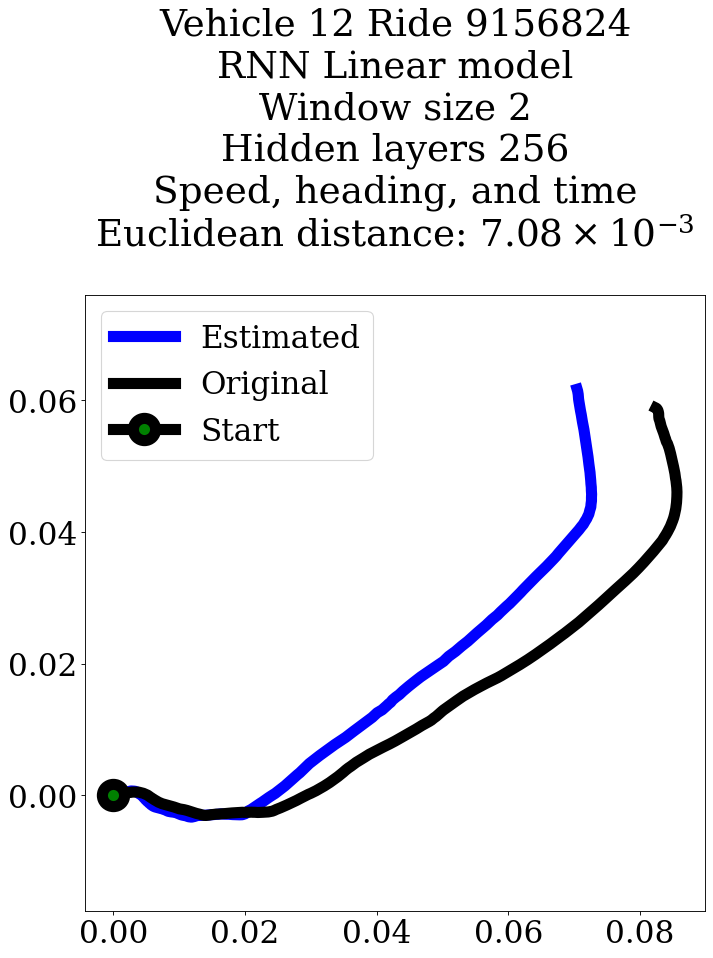 Vehicle 12 Ride 9156824
RNN Linear model
Window size 2
Hidden layers 256
Speed, heading, and time
Euclidean distance: 7.08 × 10⁻³
Estimated
Original
Start
0.06
0.04
0.02
0.00
0.00 0.02 0.04 0.06 0.08